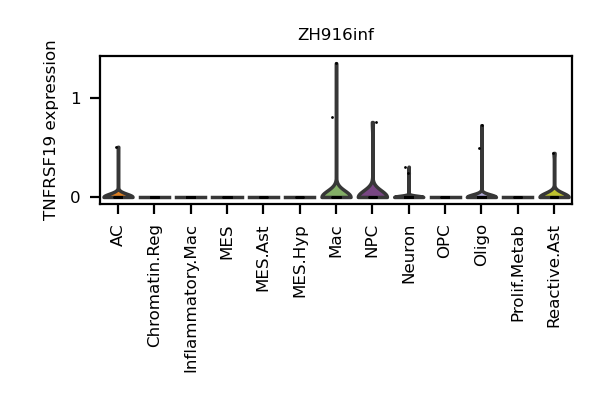 ZH916inf
TNFRSF19 expression
1
0
AC
Chromatin.Reg
Inflammatory.Mac
MES
MES.Ast
MES.Hyp
Mac
NPC
Neuron
OPC
Oligo
Prolif.Metab
Reactive.Ast